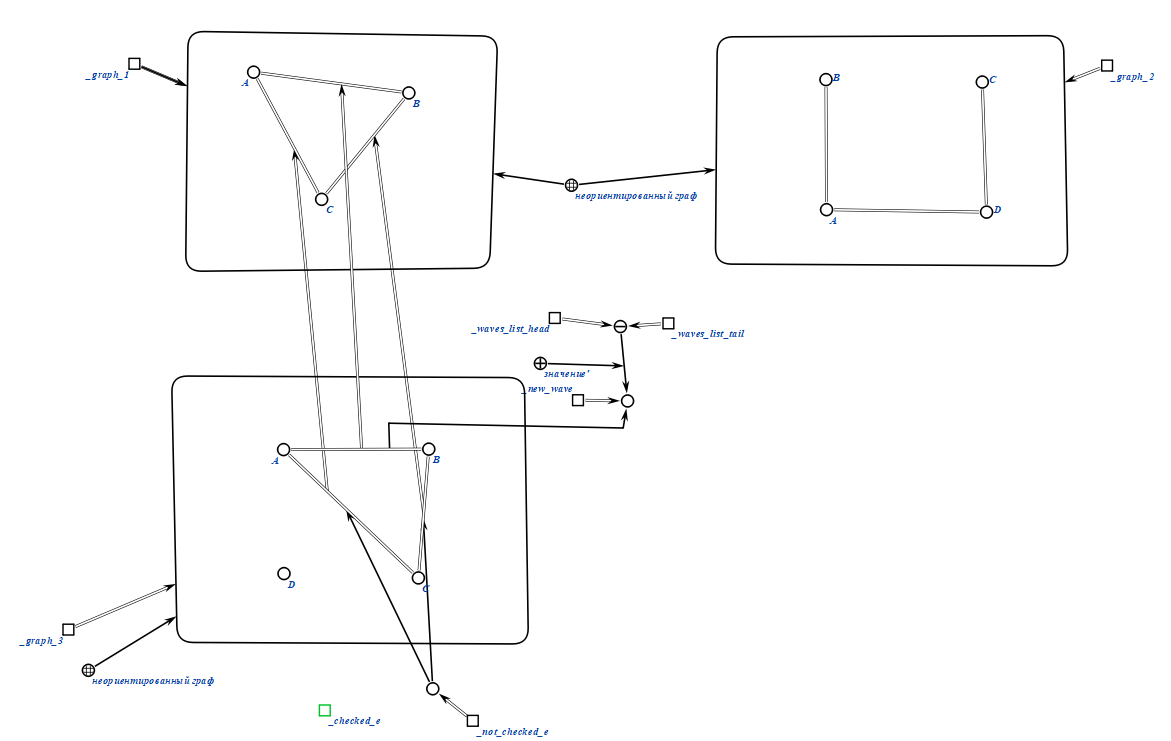 _graph_1
A
B
C
B
C
A
D
_graph_2
неориентированный граф
_waves_list_head
_waves_list_tail
значение'
_new_wave
A
B
D
C
_graph_3
неориентированный граф
_checked_e
_not_checked_e